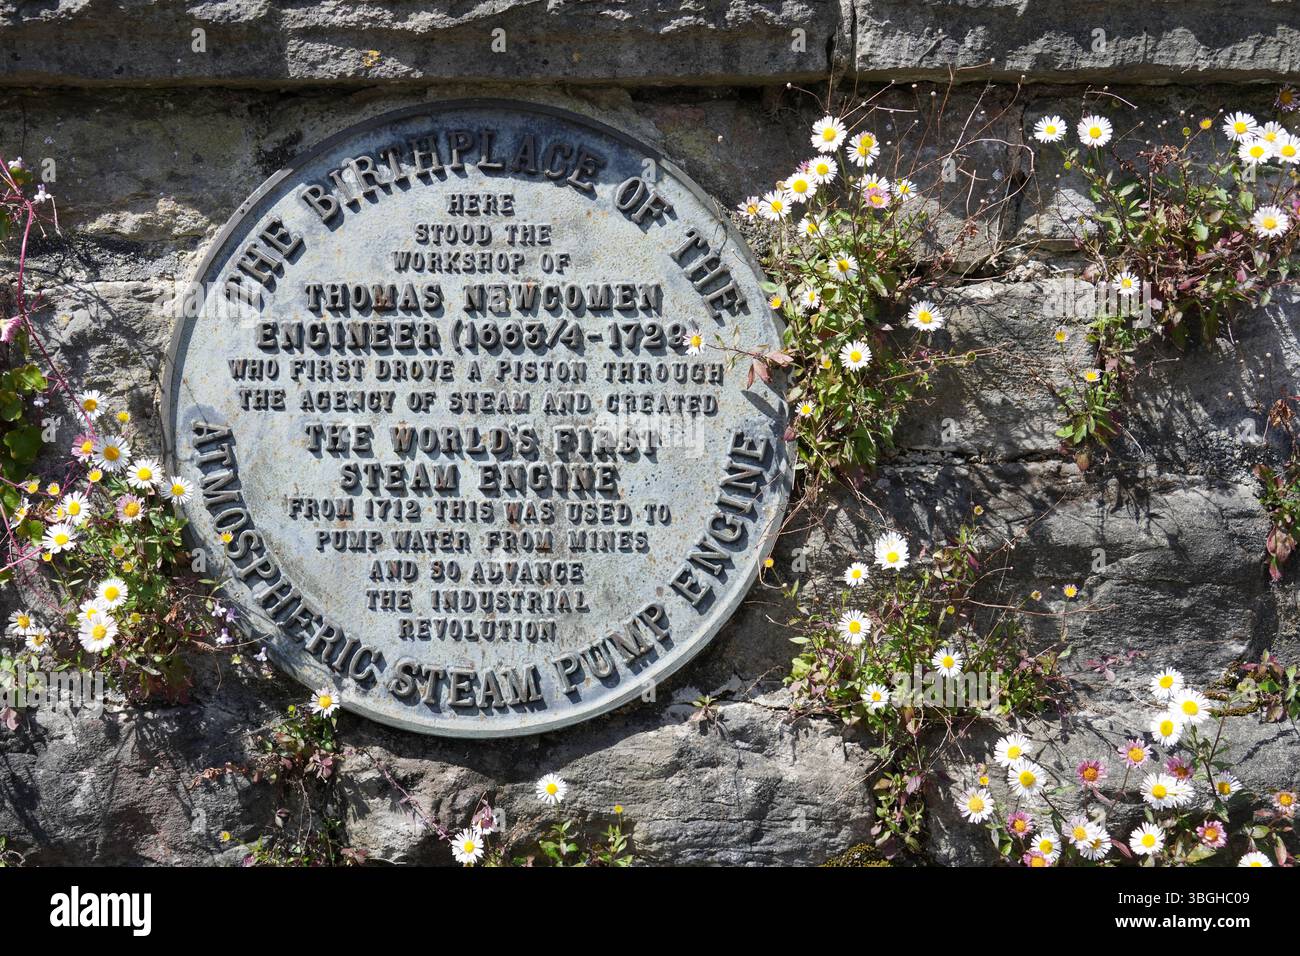 THE BIRTHPLACE OF THE
HERE
STOOD THE
WORKSHOP OF
THOMAS NEWCOMEN
ENGINEER (1663/4-1729)
WHO FIRST DROVE A PISTON THROUGH
THE AGENCY OF STEAM AND CREATED
THE WORLD'S FIRST
STEAM ENGINE
FROM 1712 THIS WAS USED TO
PUMP WATER FROM MINES
AND SO ADVANCE
THE INDUSTRIAL
REVOLUTION
ATMOSPHERIC STEAM PUMP ENGINE
alamy
Image ID: 3BGHC09
www.alamy.com